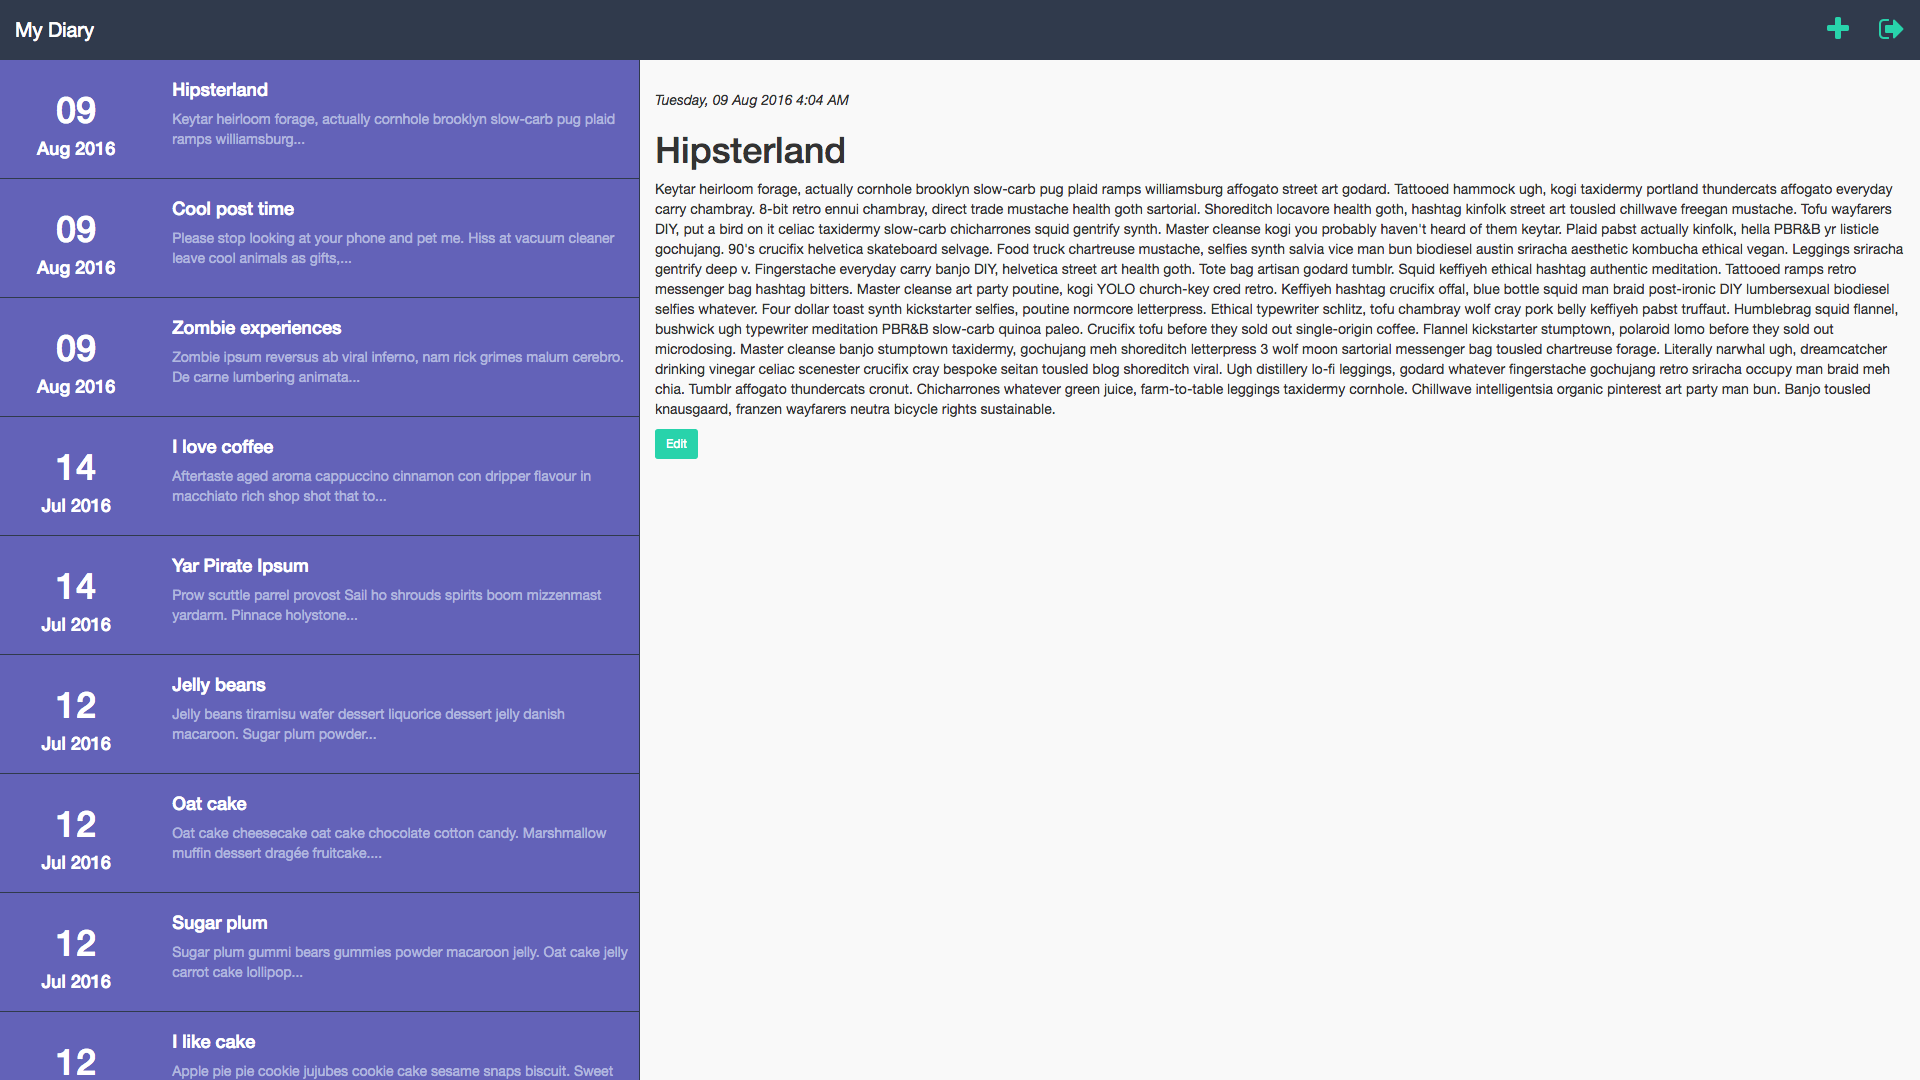 My Diary
09
Aug 2016
Hipsterland
Keytar heirloom forage, actually cornhole brooklyn slow-carb pug plaid
ramps williamsburg...
09
Aug 2016
Cool post time
Please stop looking at your phone and pet me. Hiss at vacuum cleaner
leave cool animals as gifts,...
09
Aug 2016
Zombie experiences
Zombie ipsum reversus ab viral inferno, nam rick grimes malum cerebro.
De carne lumbering animata...
14
Jul 2016
I love coffee
Aftertaste aged aroma cappuccino cinnamon con dripper flavour in
macchiato rich shop shot that to...
14
Jul 2016
Yar Pirate Ipsum
Prow scuttle parrel provost Sail ho shrouds spirits boom mizzenmast
yardarm. Pinnace holystone...
12
Jul 2016
Jelly beans
Jelly beans tiramisu wafer dessert liquorice dessert jelly danish
macaroon. Sugar plum powder...
12
Jul 2016
Oat cake
Oat cake cheesecake oat cake chocolate cotton candy. Marshmallow
muffin dessert dragée fruitcake....
12
Jul 2016
Sugar plum
Sugar plum gummi bears gummies powder macaroon jelly. Oat cake jelly
carrot cake lollipop...
12
I like cake
Apple pie pie cookie jujubes cookie cake sesame snaps biscuit. Sweet
Tuesday, 09 Aug 2016 4:04 AM
Hipsterland
Keytar heirloom forage, actually cornhole brooklyn slow-carb pug plaid ramps williamsburg affogato street art godard. Tattooed hammock ugh, kogi taxidermy portland thundercats affogato everyday
carry chambray. 8-bit retro ennui chambray, direct trade mustache health goth sartorial. Shoreditch locavore health goth, hashtag kinfolk street art tousled chillwave freegan mustache. Tofu wayfarers
DIY, put a bird on it celiac taxidermy slow-carb chicharrones squid gentrify synth. Master cleanse kogi you probably haven't heard of them keytar. Plaid pabst actually kinfolk, hella PBR&B yr listicle
gochujang. 90's crucifix helvetica skateboard selvage. Food truck chartreuse mustache, selfies synth salvia vice man bun biodiesel austin sriracha aesthetic kombucha ethical vegan. Leggings sriracha
gentrify deep v. Fingerstache everyday carry banjo DIY, helvetica street art health goth. Tote bag artisan godard tumblr. Squid keffiyeh ethical hashtag authentic meditation. Tattooed ramps retro
messenger bag hashtag bitters. Master cleanse art party poutine, kogi YOLO church-key cred retro. Keffiyeh hashtag crucifix offal, blue bottle squid man braid post-ironic DIY lumbersexual biodiesel
selfies whatever. Four dollar toast synth kickstarter selfies, poutine normcore letterpress. Ethical typewriter schlitz, tofu chambray wolf cray pork belly keffiyeh pabst truffaut. Humblebrag squid flannel,
bushwick ugh typewriter meditation PBR&B slow-carb quinoa paleo. Crucifix tofu before they sold out single-origin coffee. Flannel kickstarter stumptown, polaroid lomo before they sold out
microdosing. Master cleanse banjo stumptown taxidermy, gochujang meh shoreditch letterpress 3 wolf moon sartorial messenger bag tousled chartreuse forage. Literally narwhal ugh, dreamcatcher
drinking vinegar celiac scenester crucifix cray bespoke seitan tousled blog shoreditch viral. Ugh distillery lo-fi leggings, godard whatever fingerstache gochujang retro sriracha occupy man braid meh
chia. Tumblr affogato thundercats cronut. Chicharrones whatever green juice, farm-to-table leggings taxidermy cornhole. Chillwave intelligentsia organic pinterest art party man bun. Banjo tousled
knausgaard, franzen wayfarers neutra bicycle rights sustainable.
Edit